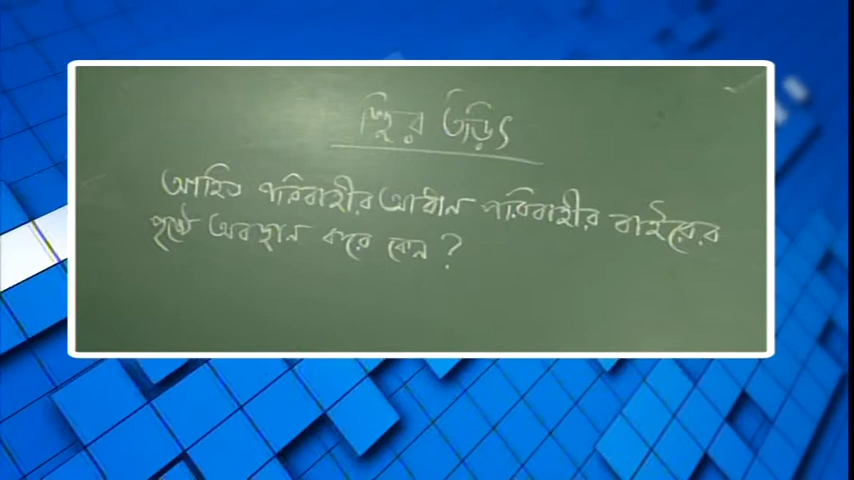 স্থির তড়িৎ
আহিত পরিবাহীর আধান পরিবাহীর বাইরের
পৃষ্ঠে অবস্থান করে কেন ?